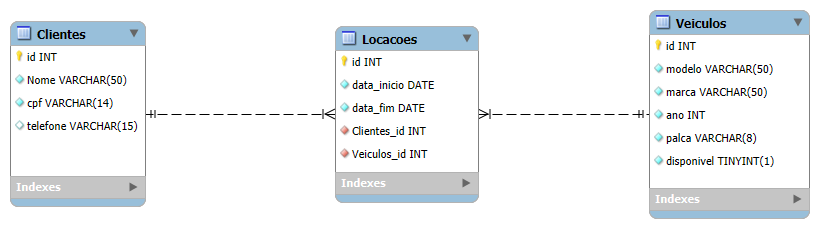 Clientes
id INT
Nome VARCHAR(50)
cpf VARCHAR(14)
telefone VARCHAR(15)
Indexes
Locacoes
id INT
data_inicio DATE
data_fim DATE
Clientes_id INT
Veiculos_id INT
Indexes
Veiculos
id INT
modelo VARCHAR(50)
marca VARCHAR(50)
ano INT
palca VARCHAR(8)
disponivel TINYINT(1)
Indexes